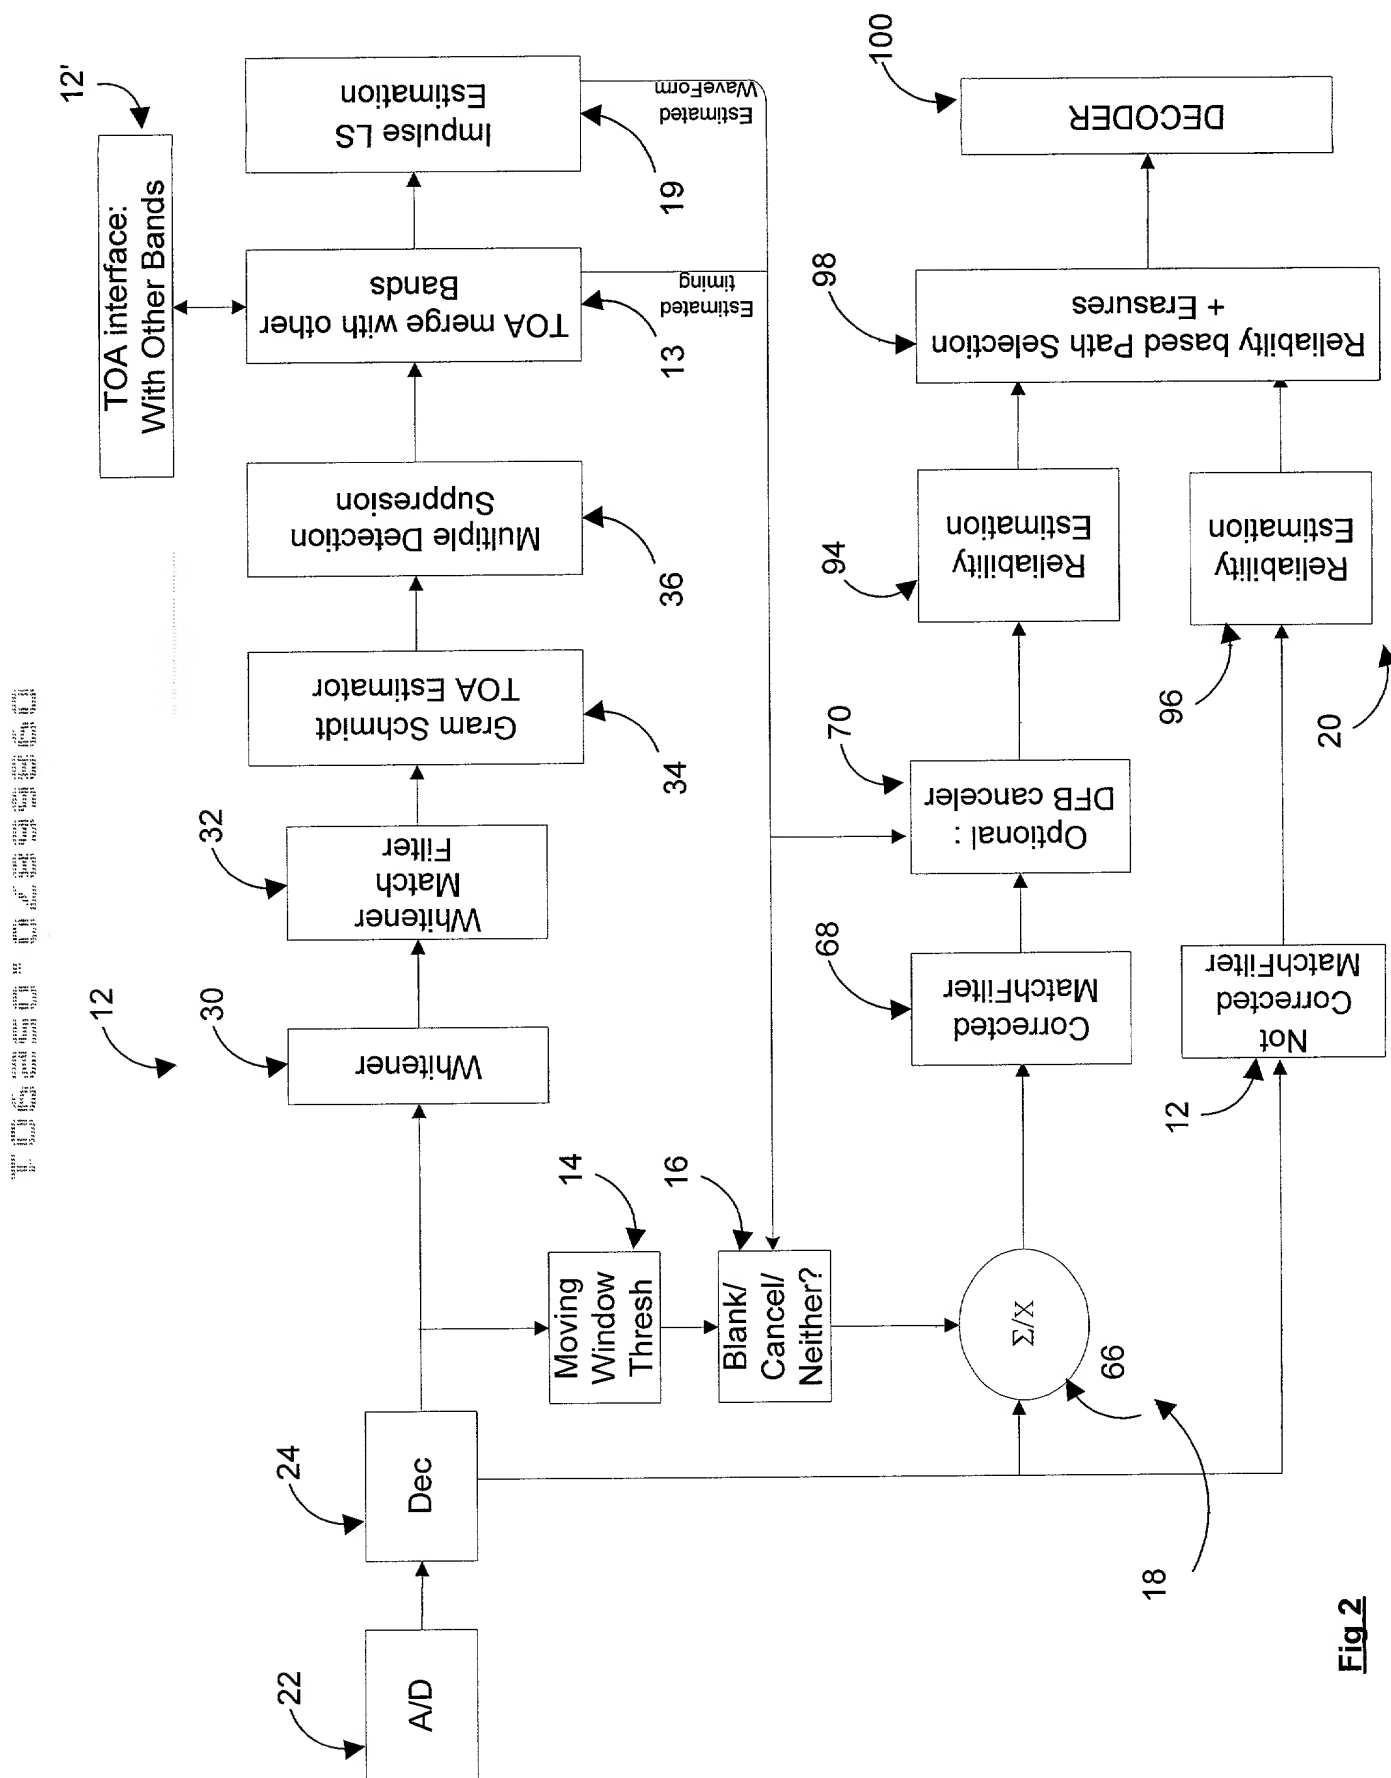 22
A/D
24
Dec
12
30
Whitener
32
Whitener
Match
Filter
34
Gram Schmidt
TOA Estimator
36
Multiple Detection
Suppresion
13
TOA merge with other
Bands
12'
TOA interface:
With Other Bands
19
Impulse LS
Estimation
Estimated
timing
Estimated
WaveForm
14
Moving
Window
Thresh
16
Blank/
Cancel/
Neither?
Σ/X
66
18
68
Corrected
MatchFilter
70
Optional :
DFB canceler
94
Reliability
Estimation
12
Not
Corrected
MatchFilter
96
Reliability
Estimation
20
98
Reliabilty based Path Selection
+
Erasures
100
DECODER
Fig 2